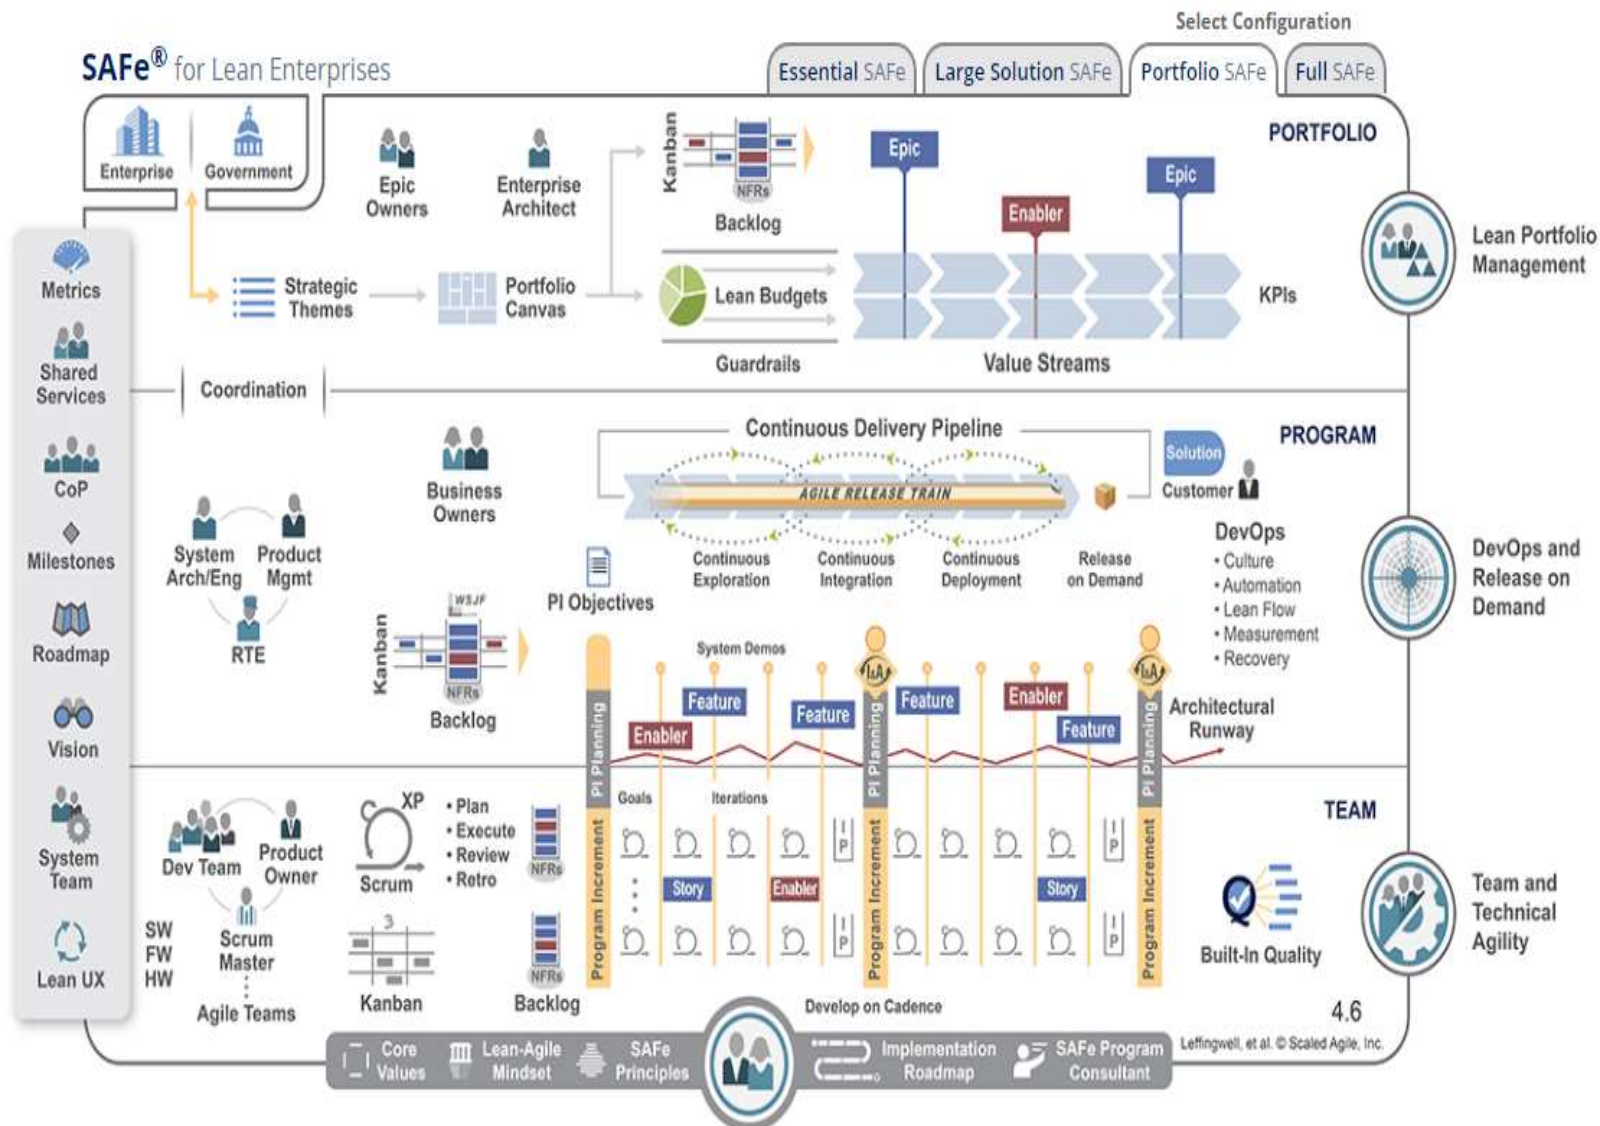 Select Configuration
SAFe® for Lean Enterprises
Essential SAFe
Large Solution SAFe
Portfolio SAFe
Full SAFe
Enterprise
Government
Epic
Owners
Enterprise
Architect
Kanban
NFRs
Backlog
Epic
Enabler
Epic
PORTFOLIO
Strategic
Themes
Portfolio
Canvas
Lean Budgets
Guardrails
Value Streams
KPIs
Lean Portfolio
Management
Metrics
Shared
Services
CoP
Milestones
Roadmap
Vision
System
Team
Lean UX
Coordination
Business
Owners
System
Arch/Eng
Product
Mgmt
RTE
Kanban
WSJF
NFRs
Backlog
PI Objectives
Continuous Delivery Pipeline
AGILE RELEASE TRAIN
Continuous
Exploration
Continuous
Integration
Continuous
Deployment
Release
on Demand
Solution
Customer
PROGRAM
DevOps
• Culture
• Automation
• Lean Flow
• Measurement
• Recovery
DevOps and
Release on
Demand
System Demos
I&A
I&A
Enabler
Feature
Feature
Feature
Enabler
Feature
Architectural
Runway
PI Planning
PI Planning
PI Planning
Goals
Iterations
TEAM
Dev Team
Product
Owner
Scrum
Master
Agile Teams
SW
FW
HW
XP
Scrum
• Plan
• Execute
• Review
• Retro
3
Kanban
NFRs
NFRs
Backlog
Program Increment
Program Increment
Program Increment
Story
Enabler
Story
I
P
I
P
I
P
I
P
Develop on Cadence
Built-In Quality
Team and
Technical
Agility
4.6
Leffingwell, et al. © Scaled Agile, Inc.
Core
Values
Lean-Agile
Mindset
SAFe
Principles
Implementation
Roadmap
SAFe Program
Consultant